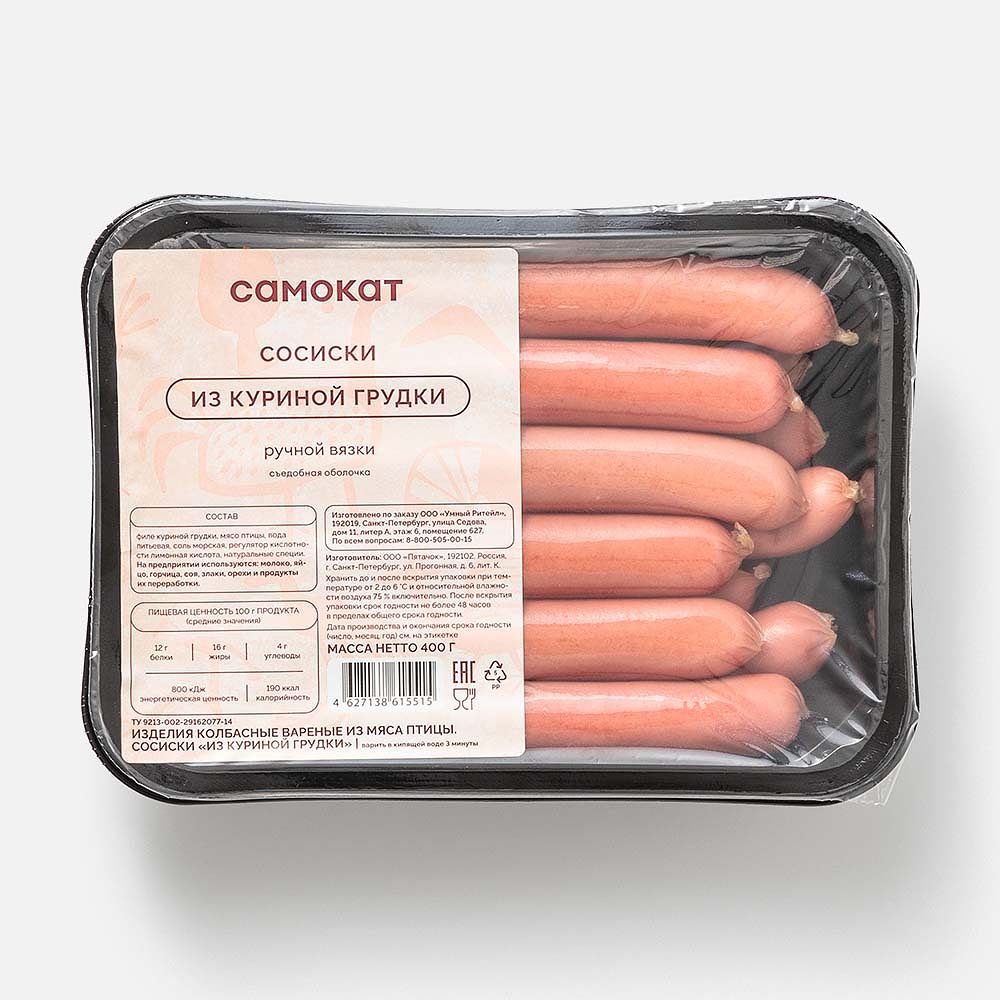 самокат
СОСИСКИ
ИЗ КУРИНОЙ ГРУДКИ
ручной вязки
съедобная оболочка
СОСТАВ
филе куриной грудки, мясо птицы, вода
питьевая, соль морская, регулятор кислотно-
сти лимонная кислота, натуральные специи.
На предприятии используются: молоко, яй-
цо, горчица, соя, злаки, орехи и продукты
их переработки.
ПИЩЕВАЯ ЦЕННОСТЬ 100 г ПРОДУКТА
(средние значения)
12 г 16 г 4 г
белки жиры углеводы
800 кДж 190 ккал
энергетическая ценность калорийность
Изготовлено по заказу ООО «Умный Ритейл»,
192019, Санкт-Петербург, улица Седова,
дом 11, литер А, этаж 6, помещение 627.
По всем вопросам: 8-800-505-00-15
Изготовитель: ООО «Пятачок», 192102, Россия,
г. Санкт-Петербург, ул. Прогонная, д. 6, лит. К.
Хранить до и после вскрытия упаковки при тем-
пературе от 2 до 6 °С и относительной влажно-
сти воздуха 75 % включительно. После вскрытия
упаковки срок годности не более 48 часов
в пределах общего срока годности.
Дата производства и окончания срока годности
(число, месяц, год) см. на этикетке
МАССА НЕТТО 400 Г
4 627138 615515
EAC
5
PP
ТУ 9213-002-29162077-14
ИЗДЕЛИЯ КОЛБАСНЫЕ ВАРЕНЫЕ ИЗ МЯСА ПТИЦЫ.
СОСИСКИ «ИЗ КУРИНОЙ ГРУДКИ» | варить в кипящей воде 3 минуты